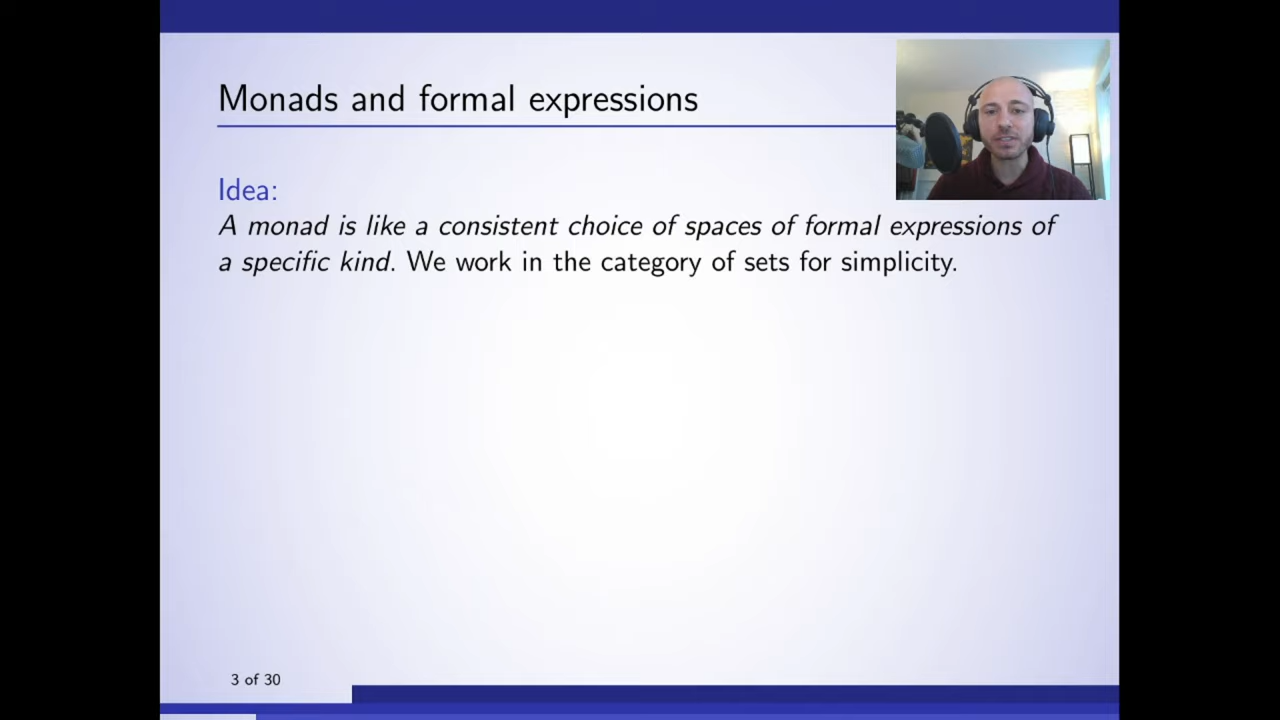 Monads and formal expressions
Idea:
A monad is like a consistent choice of spaces of formal expressions of
a specific kind. We work in the category of sets for simplicity.
3 of 30